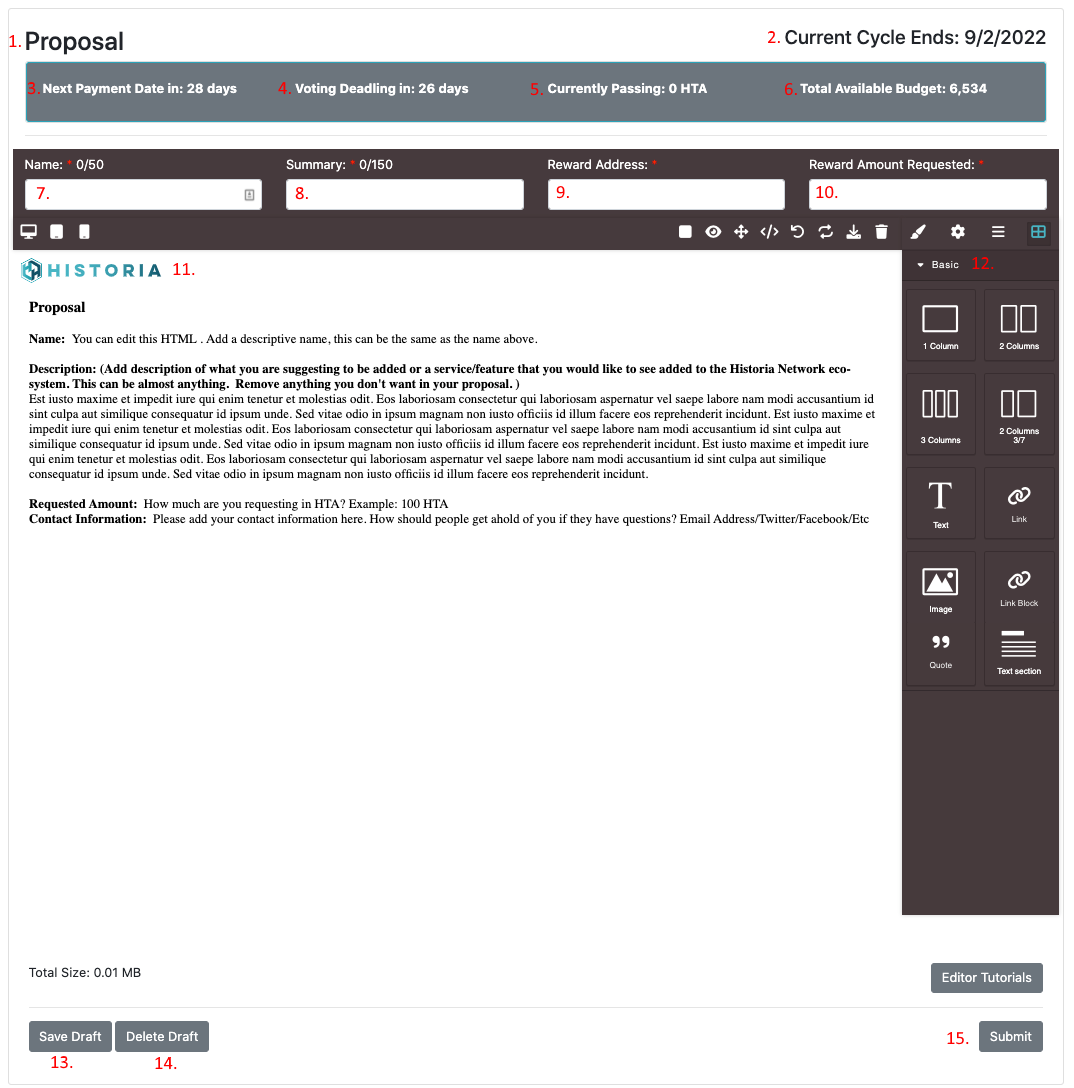 1. Proposal
2. Current Cycle Ends: 9/2/2022
3. Next Payment Date in: 28 days
4. Voting Deadling in: 26 days
5. Currently Passing: 0 HTA
6. Total Available Budget: 6,534
Name: * 0/50
Summary: * 0/150
Reward Address: *
Reward Amount Requested: *
7.
8.
9.
10.
HISTORIA 11.
Basic 12.
Proposal
Name: You can edit this HTML . Add a descriptive name, this can be the same as the name above.
Description: (Add description of what you are suggesting to be added or a service/feature that you would like to see added to the Historia Network eco-
system. This can be almost anything. Remove anything you don't want in your proposal. )
Est iusto maxime et impedit iure qui enim tenetur et molestias odit. Eos laboriosam consectetur qui laboriosam aspernatur vel saepe labore nam modi accusantium id
sint culpa aut similique consequatur id ipsum unde. Sed vitae odio in ipsum magnam non iusto officiis id illum facere eos reprehenderit incidunt. Est iusto maxime et
impedit iure qui enim tenetur et molestias odit. Eos laboriosam consectetur qui laboriosam aspernatur vel saepe labore nam modi accusantium id sint culpa aut
similique consequatur id ipsum unde. Sed vitae odio in ipsum magnam non iusto officiis id illum facere eos reprehenderit incidunt. Est iusto maxime et impedit iure
qui enim tenetur et molestias odit. Eos laboriosam consectetur qui laboriosam aspernatur vel saepe labore nam modi accusantium id sint culpa aut similique
consequatur id ipsum unde. Sed vitae odio in ipsum magnam non iusto officiis id illum facere eos reprehenderit incidunt.
Requested Amount: How much are you requesting in HTA? Example: 100 HTA
Contact Information: Please add your contact information here. How should people get ahold of you if they have questions? Email Address/Twitter/Facebook/Etc
1 Column
2 Columns
3 Columns
2 Columns
3/7
Text
Link
Image
Link Block
Quote
Text section
Total Size: 0.01 MB
Editor Tutorials
Save Draft
Delete Draft
15. Submit
13.
14.